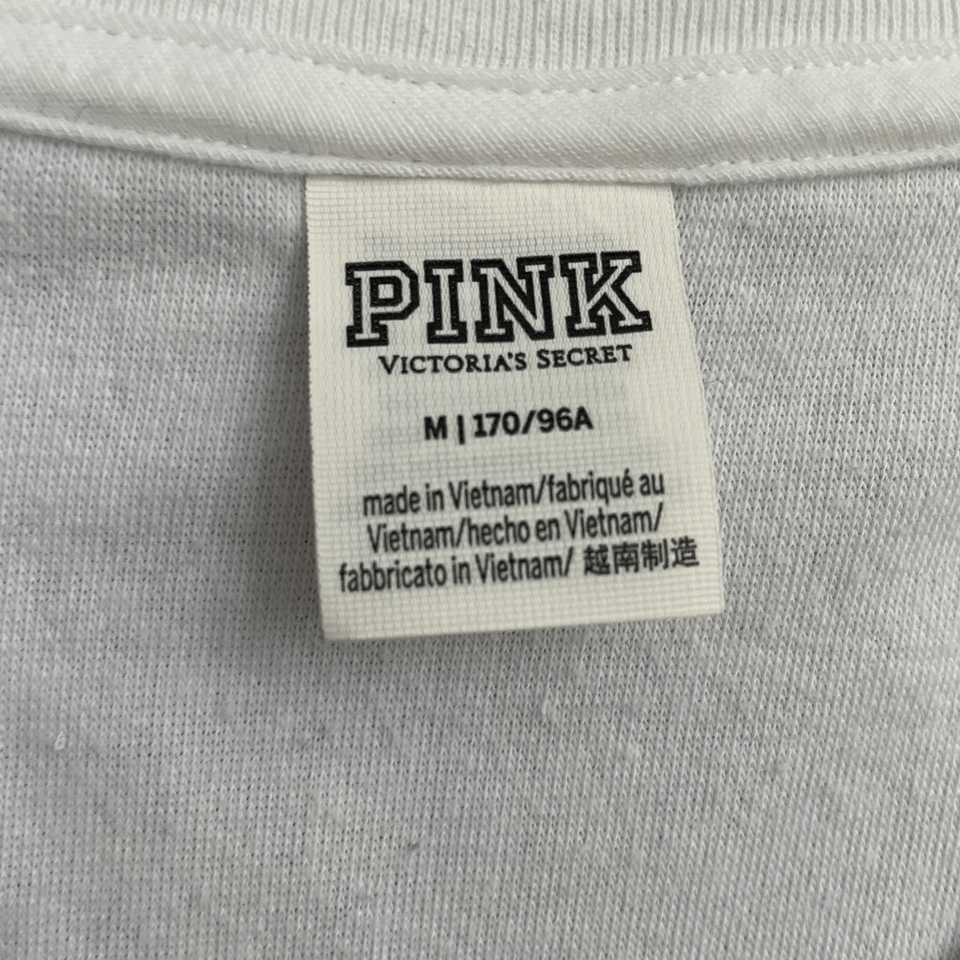 PINK
VICTORIA'S SECRET
M | 170/96A
made in Vietnam/fabriqué au
Vietnam/hecho en Vietnam/
fabbricato in Vietnam/ 越南制造